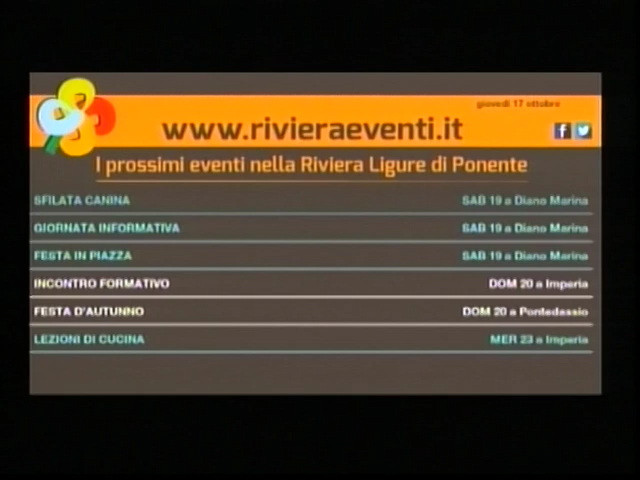 giovedì 17 ottobre
www.rivieraeventi.it
I prossimi eventi nella Riviera Ligure di Ponente
SFILATA CANINA SAB 19 a Diano Marina
GIORNATA INFORMATIVA SAB 19 a Diano Marina
FESTA IN PIAZZA SAB 19 a Diano Marina
INCONTRO FORMATIVO DOM 20 a Imperia
FESTA D'AUTUNNO DOM 20 a Pontedassio
LEZIONI DI CUCINA MER 23 a Imperia